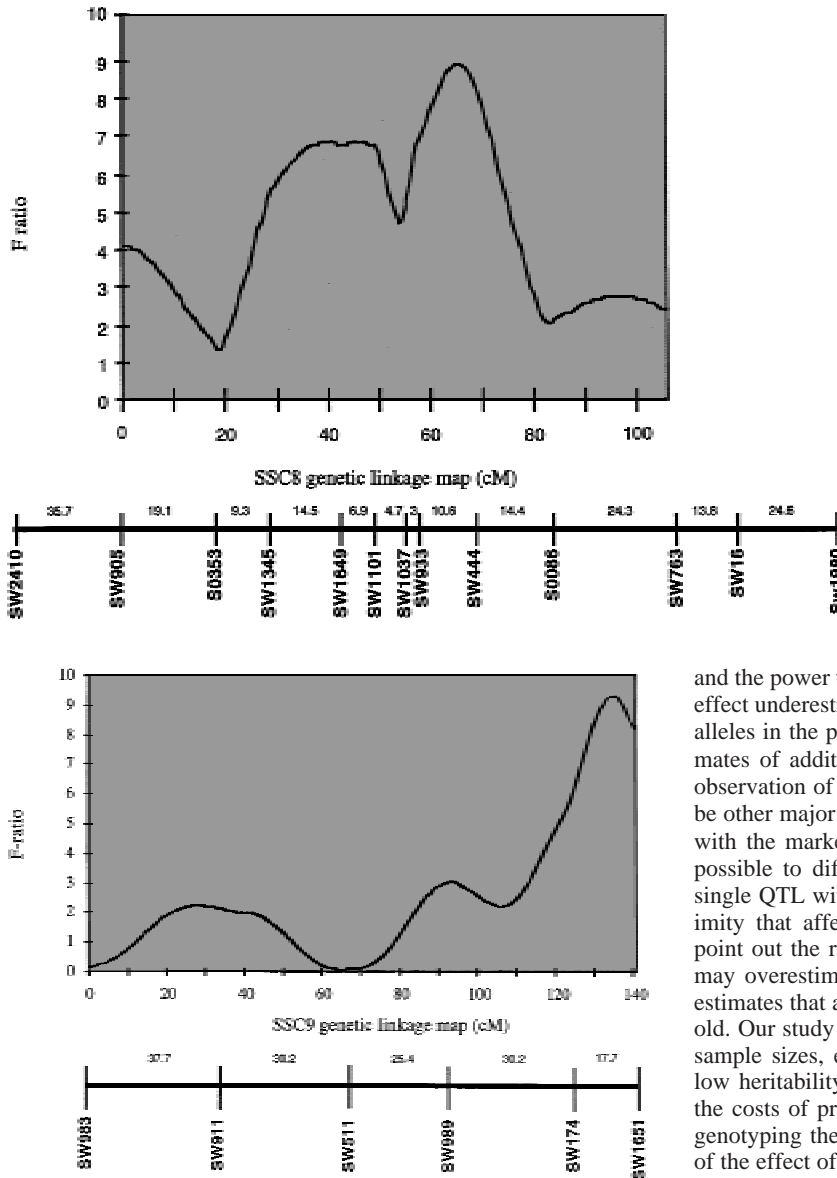 10
9
8
7
6
5
4
3
2
1
0
F ratio
0 20 40 60 80 100
SSC8 genetic linkage map (cM)
35.7 19.1 9.3 14.5 6.9 4.7 3 10.6 14.4 24.3 13.8
SW2410 SW905 S0353 SW1345 SW1649 SW1101 SW1037 SW933 SW444 S0086 SW763 SW16
10
9
8
7
6
5
4
3
2
1
0
F-ratio
0 20 40 60 80 100 120 140
SSC9 genetic linkage map (cM)
37.7 30.2 17.7
SW983 SW911 SW511 SW989 SW174 SW1651
and the power
effect underesti
alleles in the p
mates of addit
observation of
be other major
with the marke
possible to dif
single QTL wi
imity that affe
point out the r
may overestim
estimates that a
old. Our study
sample sizes, e
low heritability
the costs of pr
genotyping the
of the effect of